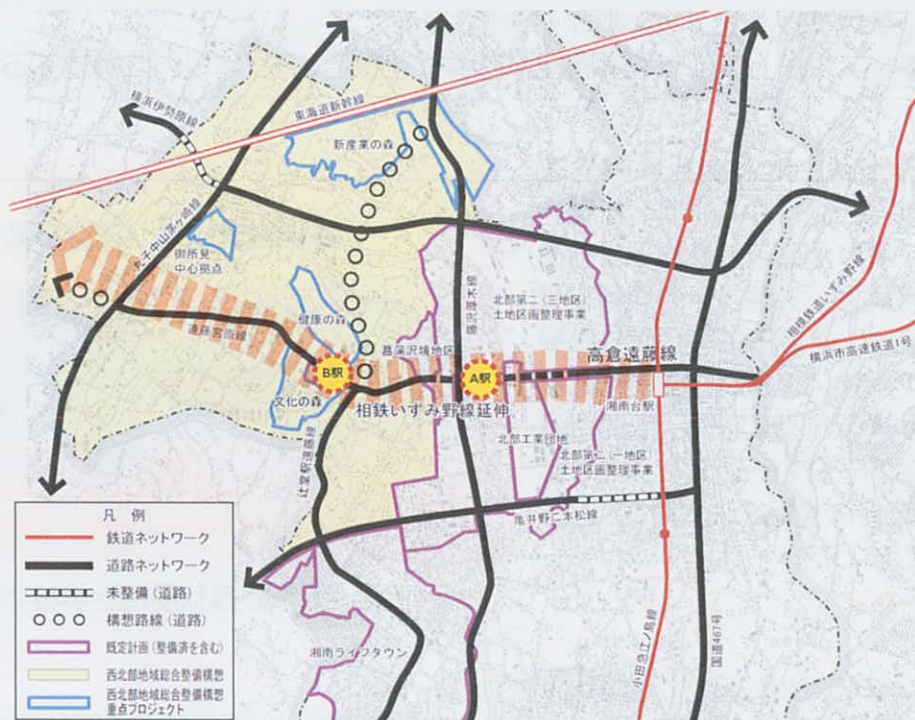 東海道新幹線
横浜伊勢原線
新産業の森
丸子中山茅ヶ崎線
御所見
中心拠点
健康の森
遠藤宮原線
藤沢厚木線
北部第二(三地区)
土地区画整理事業
相模鉄道いずみ野線
横浜市高速鉄道1号
菖蒲沢境地区
高倉遠藤線
B駅
A駅
文化の森
相鉄いずみ野線延伸
湘南台駅
辻堂駅遠藤線
北部工業団地
北部第二(一地区)
土地区画整理事業
亀井野二本松線
湘南ライフタウン
小田急江ノ島線
国道467号
凡例
鉄道ネットワーク
道路ネットワーク
未整備(道路)
構想路線(道路)
既定計画(整備済を含む)
西北部地域総合整備構想
西北部地域総合整備構想
重点プロジェクト